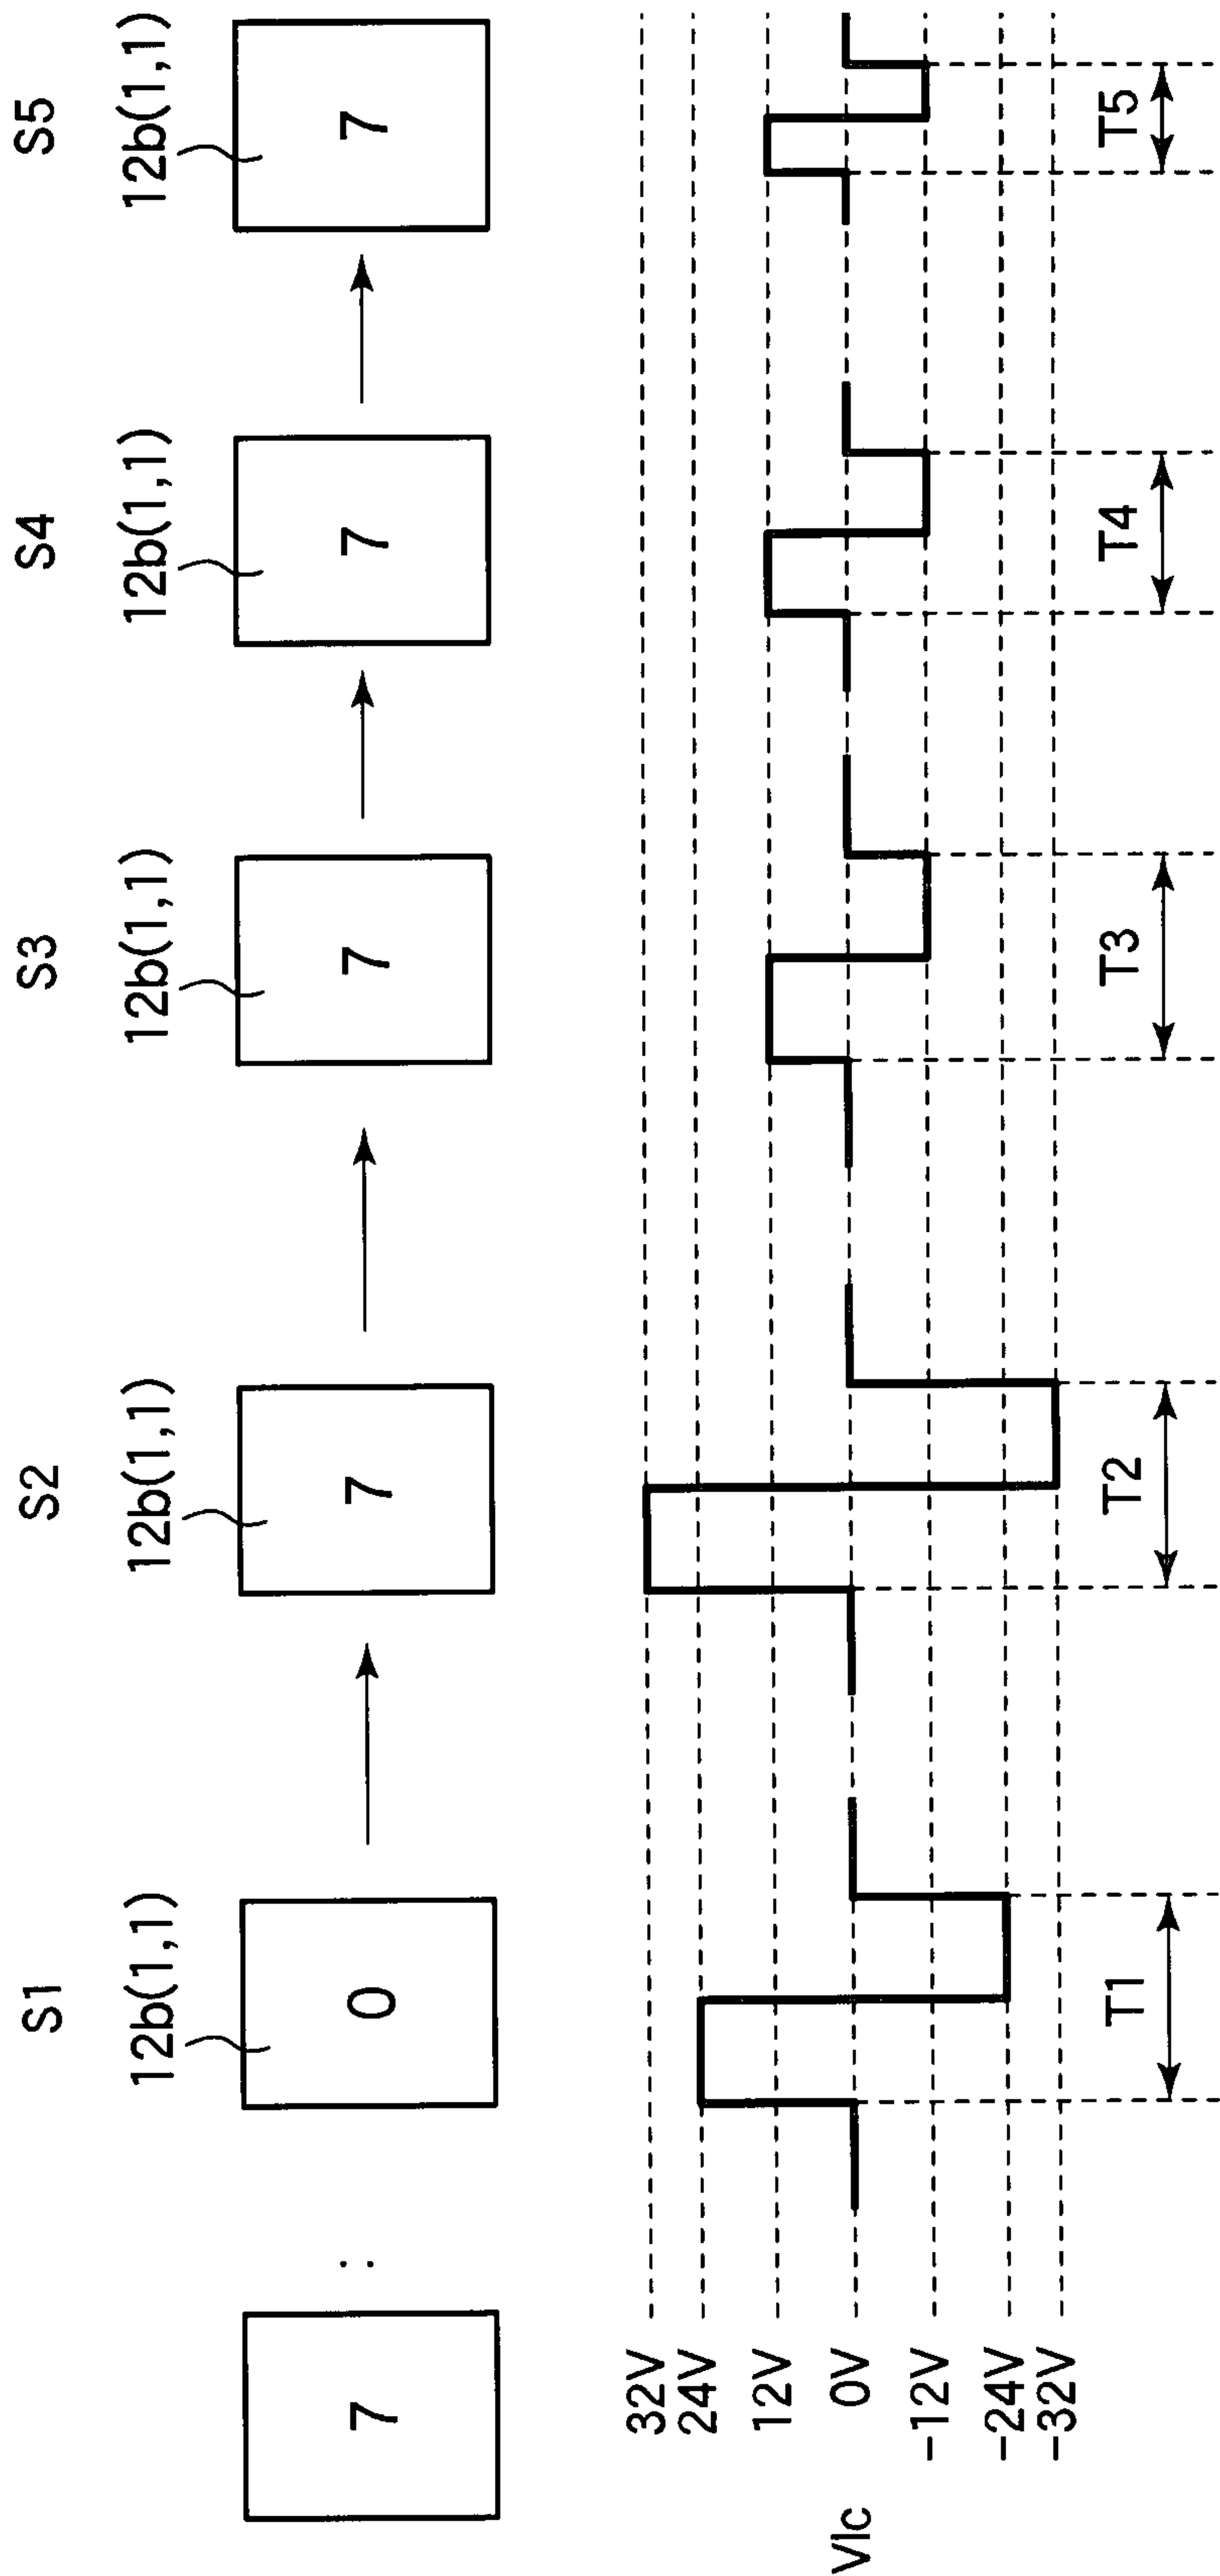 S1 S2 S3 S4 S5
12b(1,1) 12b(1,1) 12b(1,1) 12b(1,1) 12b(1,1)
7 : 0 7 7 7 7
32V
24V
12V
Vlc 0V
-12V
-24V
-32V
T1 T2 T3 T4 T5